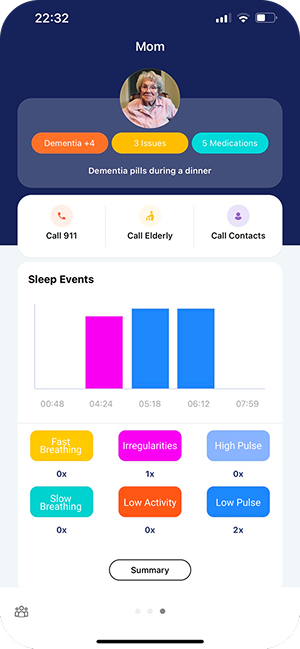 22:32
Mom
Dementia +4
3 Issues
5 Medications
Dementia pills during a dinner
Call 911
Call Elderly
Call Contacts
Sleep Events
00:48
04:24
05:18
06:12
07:59
Fast
Breathing
Irregularities
High Pulse
0x
1x
0x
Slow
Breathing
Low Activity
Low Pulse
0x
0x
2x
Summary